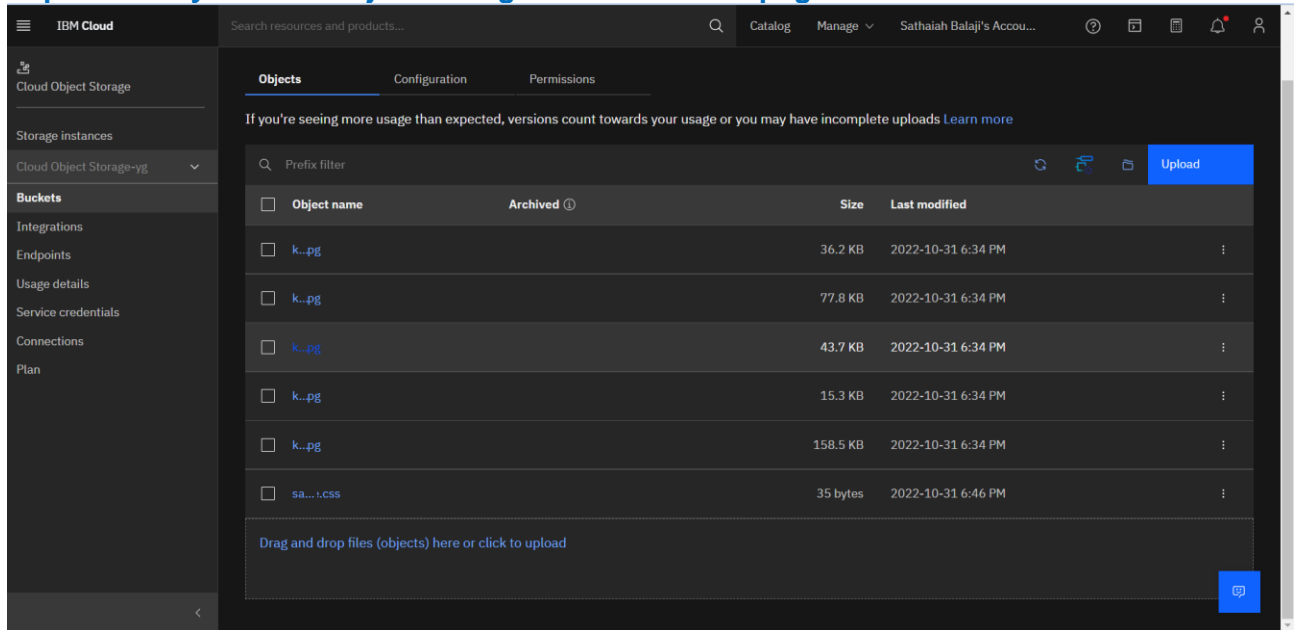 IBM Cloud
Search resources and products...
Catalog
Manage
Sathaiah Balaji's Accou...
Cloud Object Storage
Storage instances
Cloud Object Storage-yg
Buckets
Integrations
Endpoints
Usage details
Service credentials
Connections
Plan
Objects
Configuration
Permissions
If you're seeing more usage than expected, versions count towards your usage or you may have incomplete uploads Learn more
Prefix filter
Upload
Object name Archived Size Last modified
k...pg 36.2 KB 2022-10-31 6:34 PM
k...pg 77.8 KB 2022-10-31 6:34 PM
k...pg 43.7 KB 2022-10-31 6:34 PM
k...pg 15.3 KB 2022-10-31 6:34 PM
k...pg 158.5 KB 2022-10-31 6:34 PM
sa... .css 35 bytes 2022-10-31 6:46 PM
Drag and drop files (objects) here or click to upload